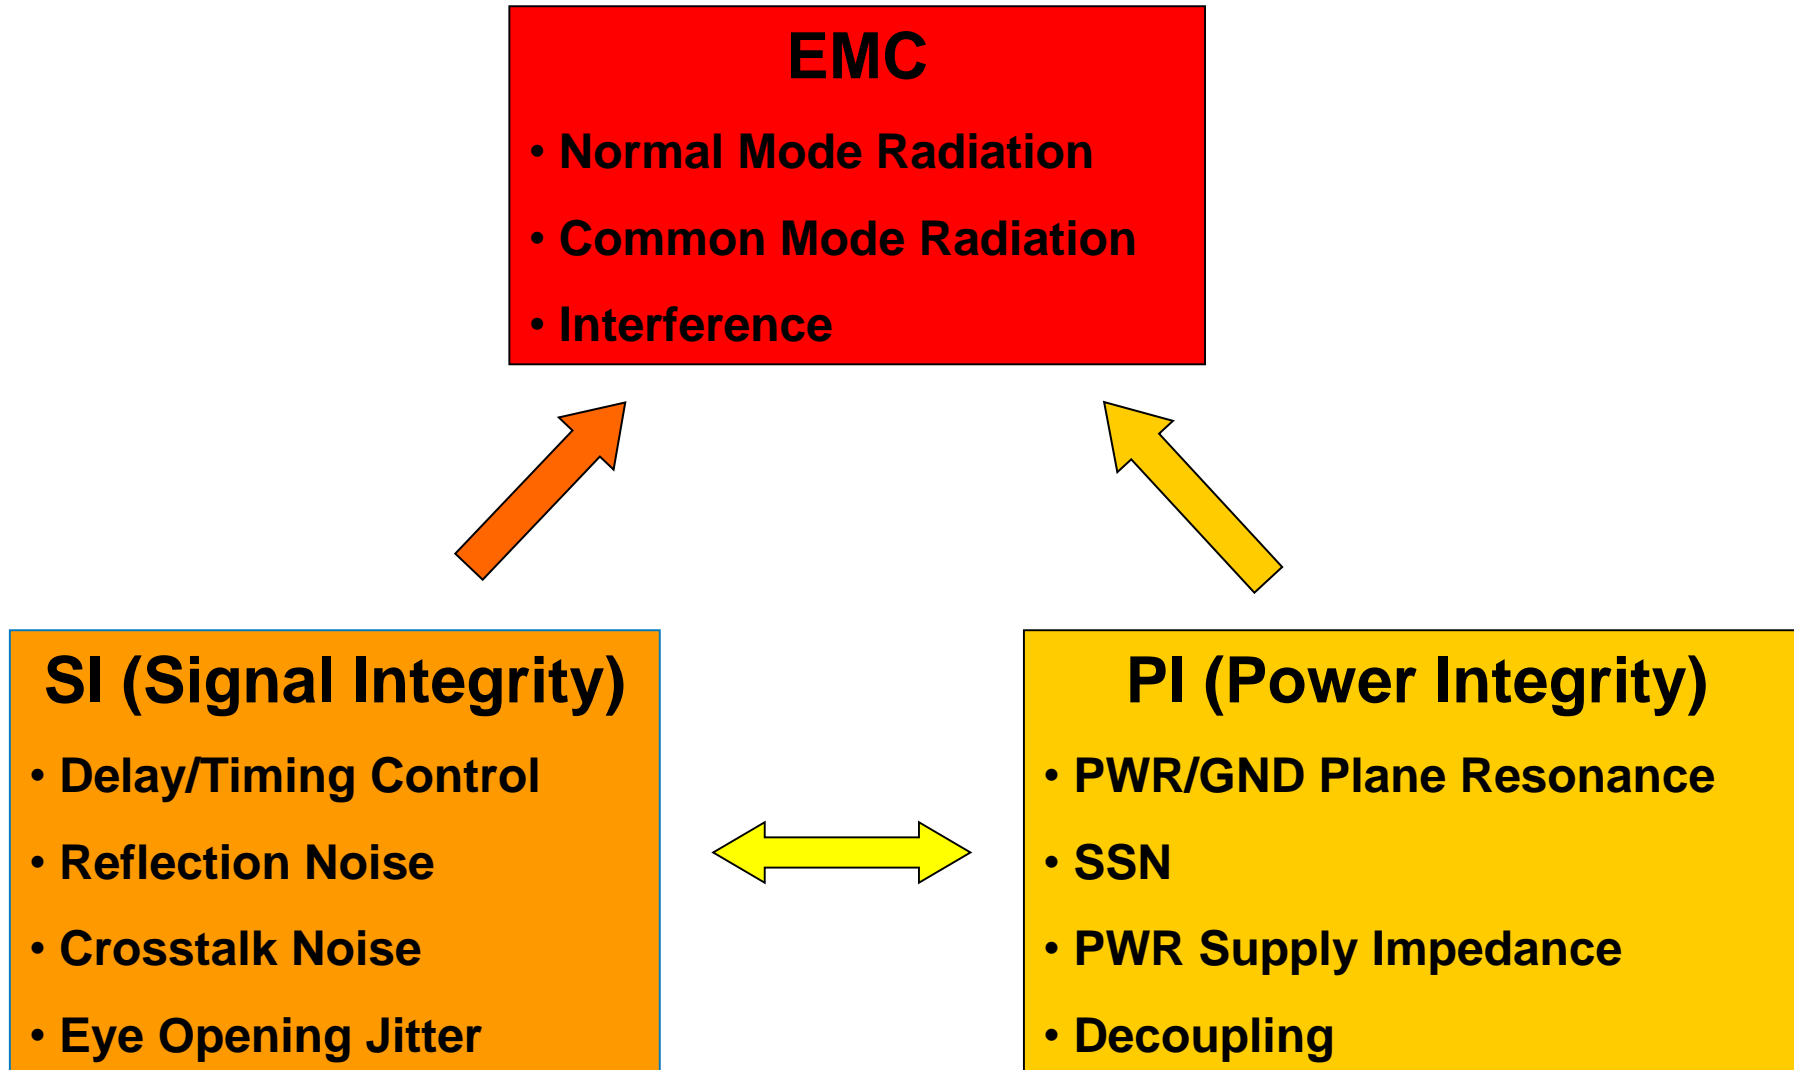 EMC
• Normal Mode Radiation
• Common Mode Radiation
• Interference
SI (Signal Integrity)
• Delay/Timing Control
• Reflection Noise
• Crosstalk Noise
• Eye Opening Jitter
PI (Power Integrity)
• PWR/GND Plane Resonance
• SSN
• PWR Supply Impedance
• Decoupling